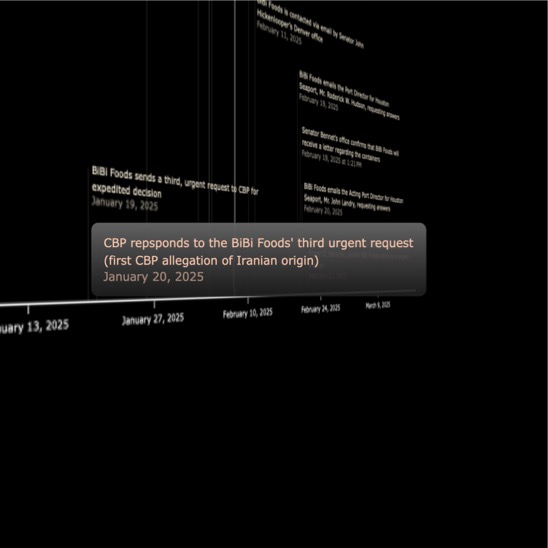 BiBi Foods is contacted via email by Senator John
Hickenlooper's Denver office
February 11, 2025
BiBi Foods emails the Port Director for Houston
Seaport, Mr. Roderick W. Hudson, requesting answers
February 19, 2025
Senator Bennet's office confirms that BiBi Foods will
receive a letter regarding the containers
February 19, 2025 at 1:21PM
BiBi Foods sends a third, urgent request to CBP for
expedited decision
January 19, 2025
BiBi Foods emails the Acting Port Director for Houston
Seaport, Mr. John Landry, requesting answers
February 20, 2025
CBP repsponds to the BiBi Foods' third urgent request
(first CBP allegation of Iranian origin)
January 20, 2025
uary 13, 2025
January 27, 2025
February 10, 2025
February 24, 2025
March 9, 2025